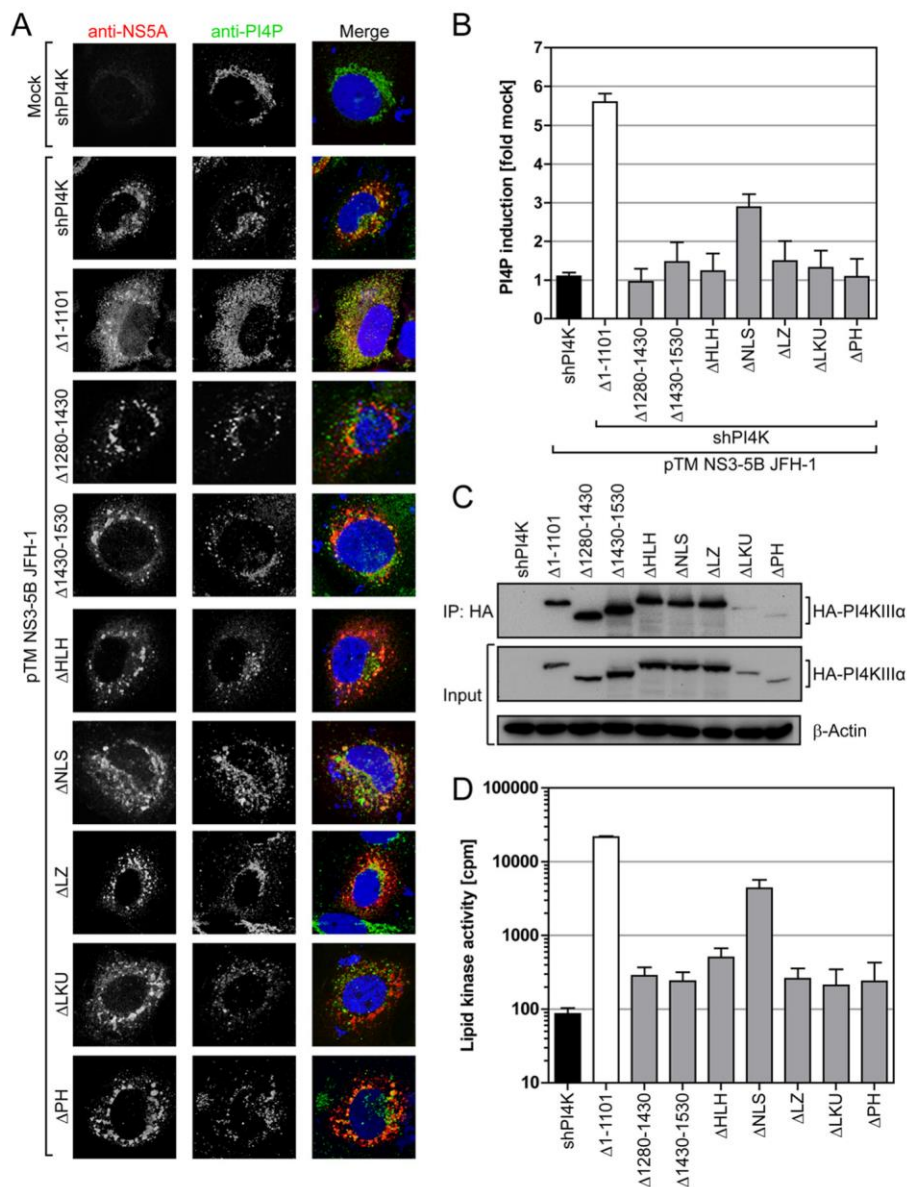 A
anti-NS5A anti-PI4P Merge
Mock
shPI4K
pTM NS3-5B JFH-1
shPI4K
Δ1-1101
Δ1280-1430
Δ1430-1530
ΔHLH
ΔNLS
ΔLZ
ΔLKU
ΔPH
B
PI4P induction [fold mock]
7
6
5
4
3
2
1
0
shPI4K Δ1-1101 Δ1280-1430 Δ1430-1530 ΔHLH ΔNLS ΔLZ ΔLKU ΔPH
shPI4K
pTM NS3-5B JFH-1
C
shPI4K Δ1-1101 Δ1280-1430 Δ1430-1530 ΔHLH ΔNLS ΔLZ ΔLKU ΔPH
IP: HA HA-PI4KIIIα
Input HA-PI4KIIIα
β-Actin
D
Lipid kinase activity [cpm]
100000
10000
1000
100
10
shPI4K Δ1-1101 Δ1280-1430 Δ1430-1530 ΔHLH ΔNLS ΔLZ ΔLKU ΔPH